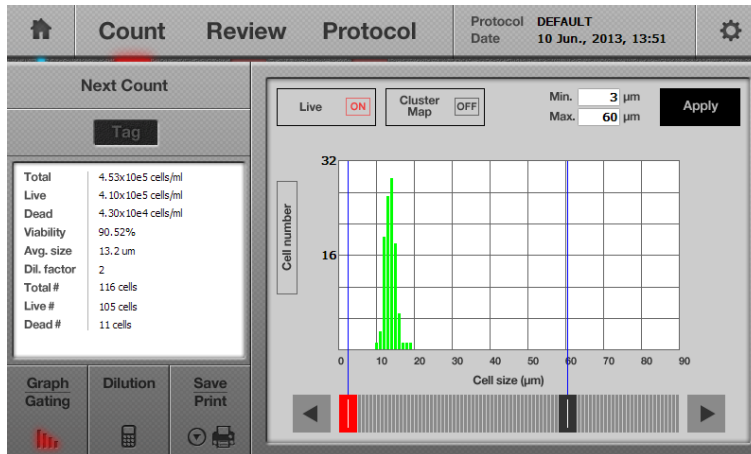 Count Review Protocol Protocol DEFAULT
Date 10 Jun., 2013, 13:51
Next Count
Tag
Total 4.53x10e5 cells/ml
Live 4.10x10e5 cells/ml
Dead 4.30x10e4 cells/ml
Viability 90.52%
Avg. size 13.2 um
Dil. factor 2
Total # 116 cells
Live # 105 cells
Dead # 11 cells
Graph
Gating
Dilution
Save
Print
Live ON
Cluster
Map
OFF
Min. 3 μm
Max. 60 μm
Apply
32
16
Cell number
0 10 20 30 40 50 60 70 80 90
Cell size (μm)